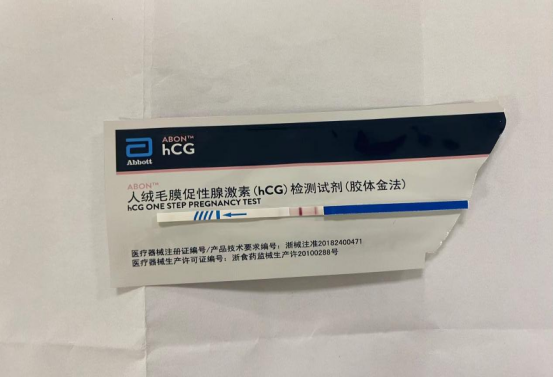 ABON™
hCG
Abbott
ABON™
人绒毛膜促性腺激素(hCG)检测试剂(胶体金法)
hCG ONE STEP PREGNANCY TEST
医疗器械注册证编号/产品技术要求编号：浙械注准20182400471
医疗器械生产许可证编号：浙食药监械生产许20100288号